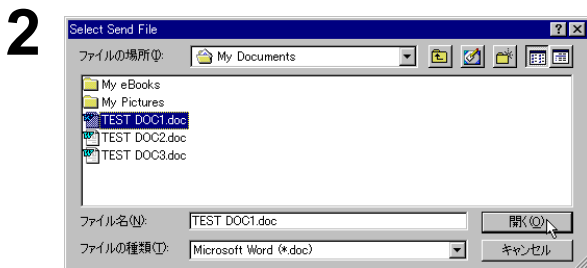 2
Select Send File
ファイルの場所(I): My Documents
My eBooks
My Pictures
TEST DOC1.doc
TEST DOC2.doc
TEST DOC3.doc
ファイル名(N): TEST DOC1.doc 開く(O)
ファイルの種類(T): Microsoft Word (*.doc) キャンセル